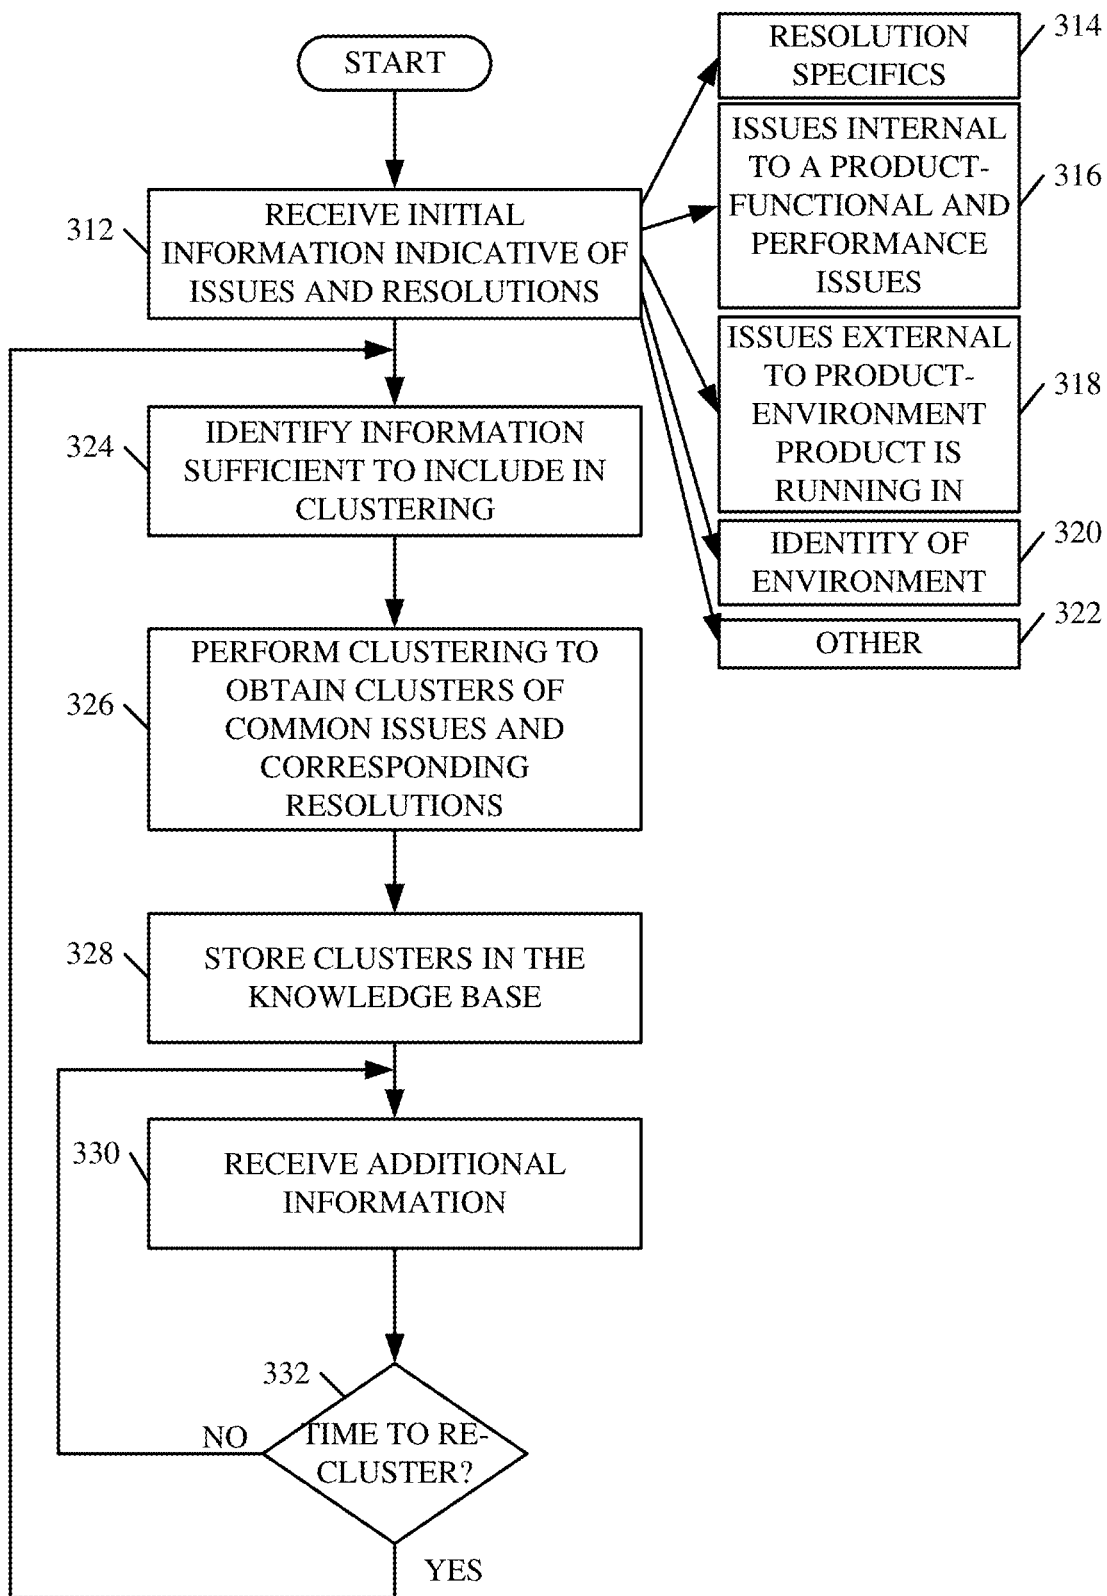 START
312
RECEIVE INITIAL
INFORMATION INDICATIVE OF
ISSUES AND RESOLUTIONS
RESOLUTION
SPECIFICS
314
ISSUES INTERNAL
TO A PRODUCT-
FUNCTIONAL AND
PERFORMANCE
ISSUES
316
ISSUES EXTERNAL
TO PRODUCT-
ENVIRONMENT
PRODUCT IS
RUNNING IN
318
IDENTITY OF
ENVIRONMENT
320
OTHER
322
324
IDENTIFY INFORMATION
SUFFICIENT TO INCLUDE IN
CLUSTERING
326
PERFORM CLUSTERING TO
OBTAIN CLUSTERS OF
COMMON ISSUES AND
CORRESPONDING
RESOLUTIONS
328
STORE CLUSTERS IN THE
KNOWLEDGE BASE
330
RECEIVE ADDITIONAL
INFORMATION
332
TIME TO RE-
CLUSTER?
NO
YES